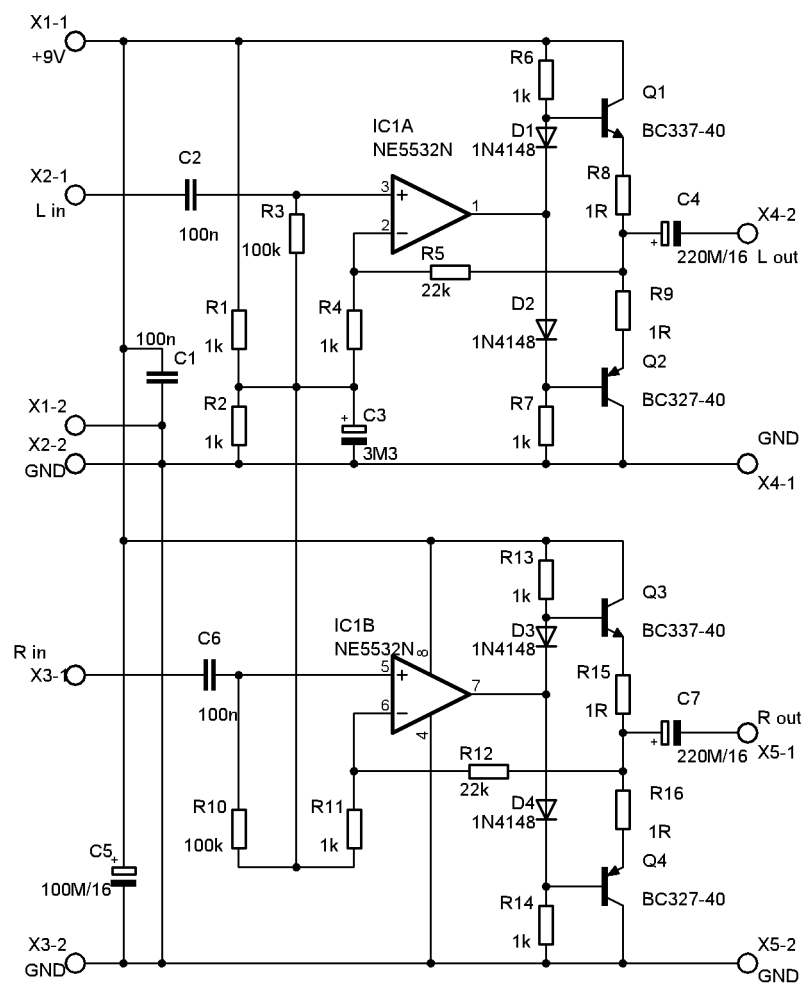 X1-1
+9V
R6
1k
Q1
BC337-40
IC1A
NE5532N
D1
1N4148
C2
100n
X2-1
L in
R3
100k
3
2
1
R8
1R
C4
+
220M/16
X4-2
L out
R5
22k
R1
1k
R4
1k
D2
1N4148
R9
1R
100n
C1
Q2
BC327-40
X1-2
R2
1k
+
C3
3M3
R7
1k
X2-2
GND
GND
X4-1
R13
1k
Q3
BC337-40
IC1B
NE5532N
8
D3
1N4148
R in
X3-1
C6
100n
5
6
7
4
R15
1R
C7
+
220M/16
R out
X5-1
R12
22k
R10
100k
R11
1k
D4
1N4148
R16
1R
C5
+
100M/16
Q4
BC327-40
R14
1k
X3-2
GND
X5-2
GND